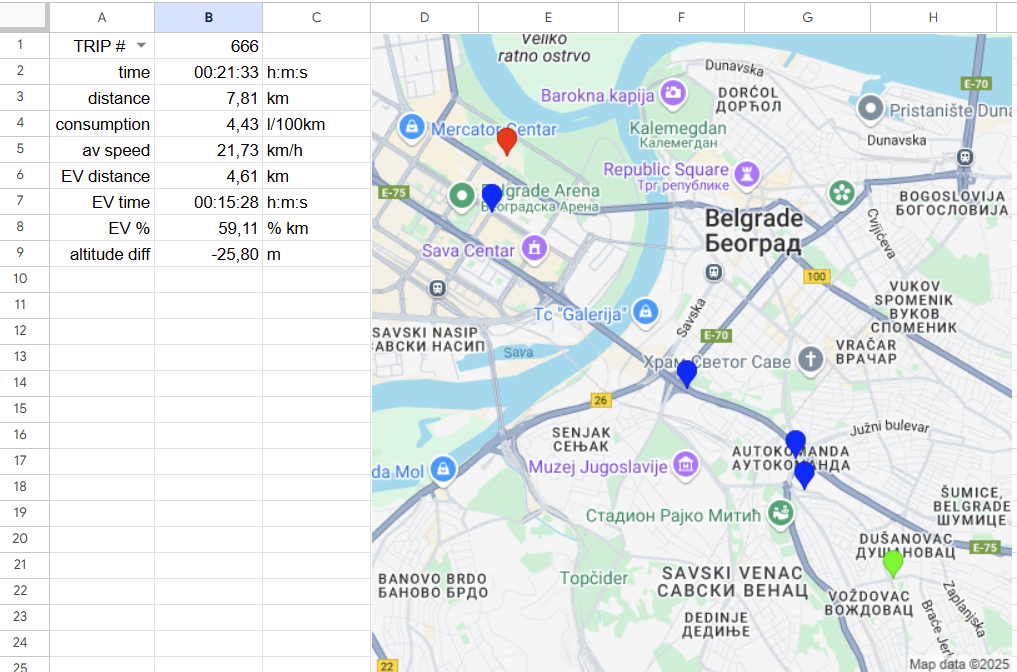 A B C D E F G H
1 TRIP # 666
2 time 00:21:33 h:m:s
3 distance 7,81 km
4 consumption 4,43 l/100km
5 av speed 21,73 km/h
6 EV distance 4,61 km
7 EV time 00:15:28 h:m:s
8 EV % 59,11 % km
9 altitude diff -25,80 m
10
11
12
13
14
15
16
17
18
19
20
21
22
23
24
25
Veliko
ratno ostrvo
Dunavska
E-70
Barokna kapija
DORĆOL
ДОРЋОЛ
Pristanište Duna
Mercator Centar
Kalemegdan
Калемегдан
Dunavska
Republic Square
Трг републике
E-75
Belgrade Arena
Београдска Арена
BOGOSLOVIJA
БОГОСЛОВИЈА
Belgrade
Београд
Cvijićeva
Sava Centar
100
VUKOV
SPOMENIK
ВУКОВ
СПОМЕНИК
Тс "Galerija"
Savska
SAVSKI NASIP
САВСКИ НАСИП
E-70
Sava
VRAČAR
ВРАЧАР
Храм Светог Саве
26
Južni bulevar
SENJAK
СЕЊАК
AUTOKOMANDA
АУТОКОМАНДА
da Mol
Muzej Jugoslavije
ŠUMICE,
BELGRADE
ШУМИЦЕ
Стадион Рајко Митић
DUŠANOVAC
ДУШАНОВАЦ
E-75
BANOVO BRDO
БАНОВО БРДО
Topčider
SAVSKI VENAC
САВСКИ ВЕНАЦ
VOŽDOVAC
ВОЖДОВАЦ
Zaplanjska
Braće Jer
DEDINJE
ДЕДИЊЕ
22
Map data ©2025